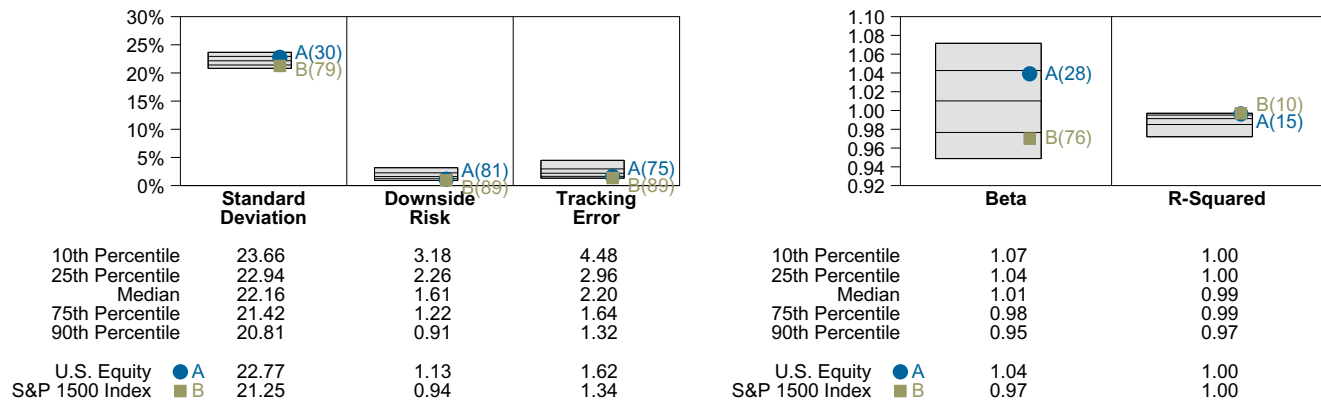 30%
25%
20%
15%
10%
5%
0%
A(30)
B(79)
A(81)
B(89)
A(75)
B(89)
Standard
Deviation
Downside
Risk
Tracking
Error
10th Percentile 23.66 3.18 4.48
25th Percentile 22.94 2.26 2.96
Median 22.16 1.61 2.20
75th Percentile 21.42 1.22 1.64
90th Percentile 20.81 0.91 1.32
U.S. Equity A 22.77 1.13 1.62
S&P 1500 Index B 21.25 0.94 1.34
1.10
1.08
1.06
1.04
1.02
1.00
0.98
0.96
0.94
0.92
A(28)
B(76)
B(10)
A(15)
Beta R-Squared
10th Percentile 1.07 1.00
25th Percentile 1.04 1.00
Median 1.01 0.99
75th Percentile 0.98 0.99
90th Percentile 0.95 0.97
U.S. Equity A 1.04 1.00
S&P 1500 Index B 0.97 1.00